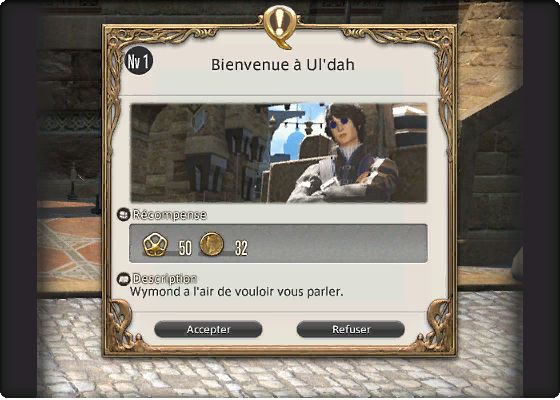 Nv 1
Bienvenue à Ul'dah
Récompense
50 32
Description
Wymond a l'air de vouloir vous parler.
Accepter Refuser